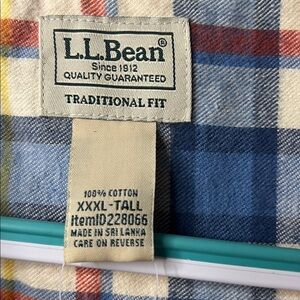 L.L.Bean®
Since 1912
QUALITY GUARANTEED
TRADITIONAL FIT
100% COTTON
XXXL-TALL
ItemID228066
MADE IN SRI LANKA
CARE ON REVERSE